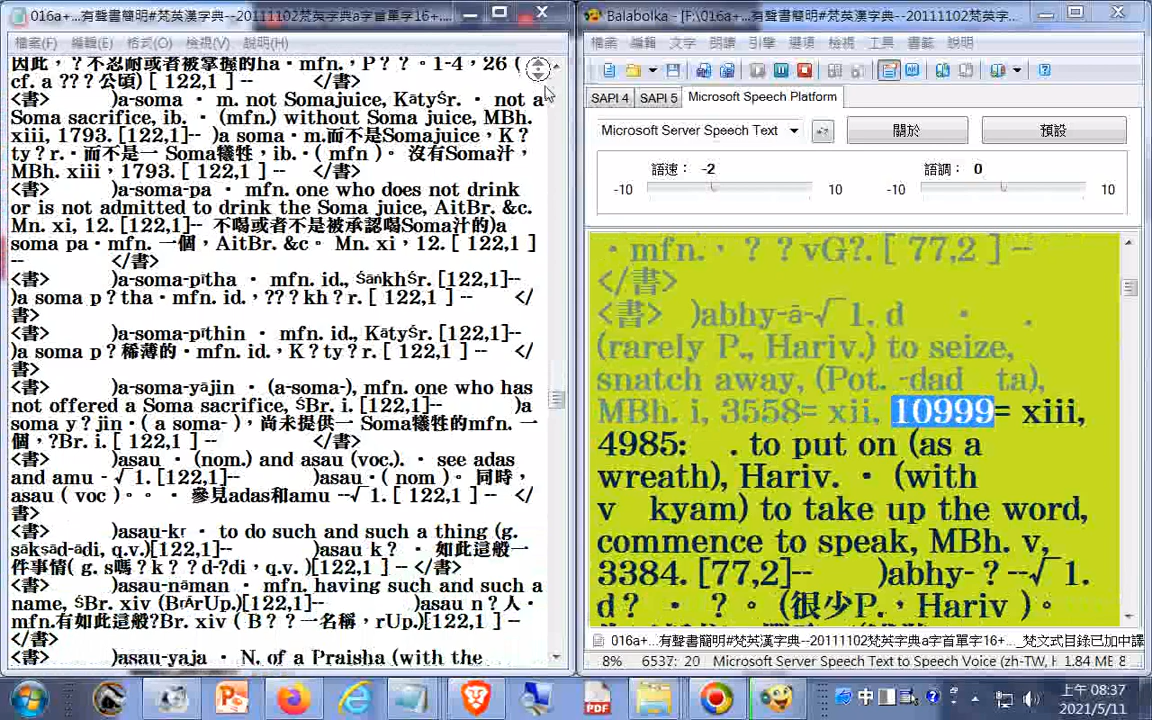 016a+...有聲書簡明#梵英漢字典--20111102梵英字典a字首單字16+...
檔案(F) 編輯(E) 格式(O) 檢視(V) 說明(H)
因此，？不忍耐或者被掌握的ha‧mfn.，P？？。1-4，26（
cf. a ???公頃) [ 122,1 ] -- </書>
<書> )a-soma ‧ m. not Somajuice, KātyŚr. ‧ not a
Soma sacrifice, ib. ‧ (mfn.) without Soma juice, MBh.
xiii, 1793. [122,1]-- )a soma‧m.而不是Somajuice，K？
ty？r.‧而不是一 Soma犧牲，ib.‧( mfn )。 沒有Soma汁，
MBh. xiii，1793. [ 122,1 ] -- </書>
<書> )a-soma-pa ‧ mfn. one who does not drink
or is not admitted to drink the Soma juice, AitBr. &c.
Mn. xi, 12. [122,1]-- 不喝或者不是被承認喝Soma汁的)a
soma pa‧mfn. 一個，AitBr. &c。 Mn. xi，12. [ 122,1 ]
-- </書>
<書> )a-soma-pītha ‧ mfn. id., ŚāṅkhŚr. [122,1]--
)a soma p？tha‧mfn. id.，???kh？r. [ 122,1 ] -- </
書>
<書> )a-soma-pīthin ‧ mfn. id., KātyŚr. [122,1]--
)a soma p？稀薄的‧mfn. id.，K？ty？r. [ 122,1 ] -- </
書>
<書> )a-soma-yājin ‧ (a-soma-), mfn. one who has
not offered a Soma sacrifice, ŚBr. i. [122,1]-- )a
soma y？jin‧( a soma- )，尚未提供一 Soma犧牲的mfn. 一
個，?Br. i. [ 122,1 ] -- </書>
<書> )asau ‧ (nom.) and asau (voc.). ‧ see adas
and amu - √ 1. [122,1]-- )asau‧( nom )。 同時，
asau ( voc )。。‧ 參見adas和amu --√ 1. [ 122,1 ] -- </
書>
<書> )asau-kṛ ‧ to do such and such a thing (g.
sākṣād-ādi, q.v.)[122,1]-- )asau k？ ‧ 如此這般一
件事情( g. s嗎？k？？d-?di，q.v. )[122,1 ] -- </書>
<書> )asau-nāman ‧ mfn. having such and such a
name, ŚBr. xiv (BṛĀrUp.)[122,1]-- )asau n？人‧
mfn.有如此這般?Br. xiv ( B？？一名稱，rUp.)[122,1 ] --
</書>
<書> )asau-yaja ‧ N. of a Praisha (with the
Balabolka - [F:\016a+...有聲書簡明#梵英漢字典--20111102梵英字...
檔案 編輯 文字 朗讀 引擎 選項 檢視 工具 書籤 說明
SAPI 4 SAPI 5 Microsoft Speech Platform
Microsoft Server Speech Text 關於 預設
語速： -2 語調： 0
-10 10 -10 10
‧mfn.，？？vG?. [ 77,2 ] --
</書>
<書> )abhy-ā-√ 1, d ‧ .
(rarely P., Hariv.) to seize,
snatch away, (Pot. -dad ta),
MBh. i, 3558= xii, 10999= xiii,
4985: . to put on (as a
wreath), Hariv. ‧ (with
v kyam) to take up the word,
commence to speak, MBh. v,
3384. [77,2]-- )abhy-？--√ 1.
d？ ‧ ？。 (很少P.，Hariv )。
016a+...有聲書簡明#梵英漢字典--20111102梵英字典a字首單字16+..._梵文式目錄已加中譯
8% 6537: 20 Microsoft Server Speech Text to Speech Voice (zh-TW, H 1.84 MB 8
中
上午 08:37
2021/5/11